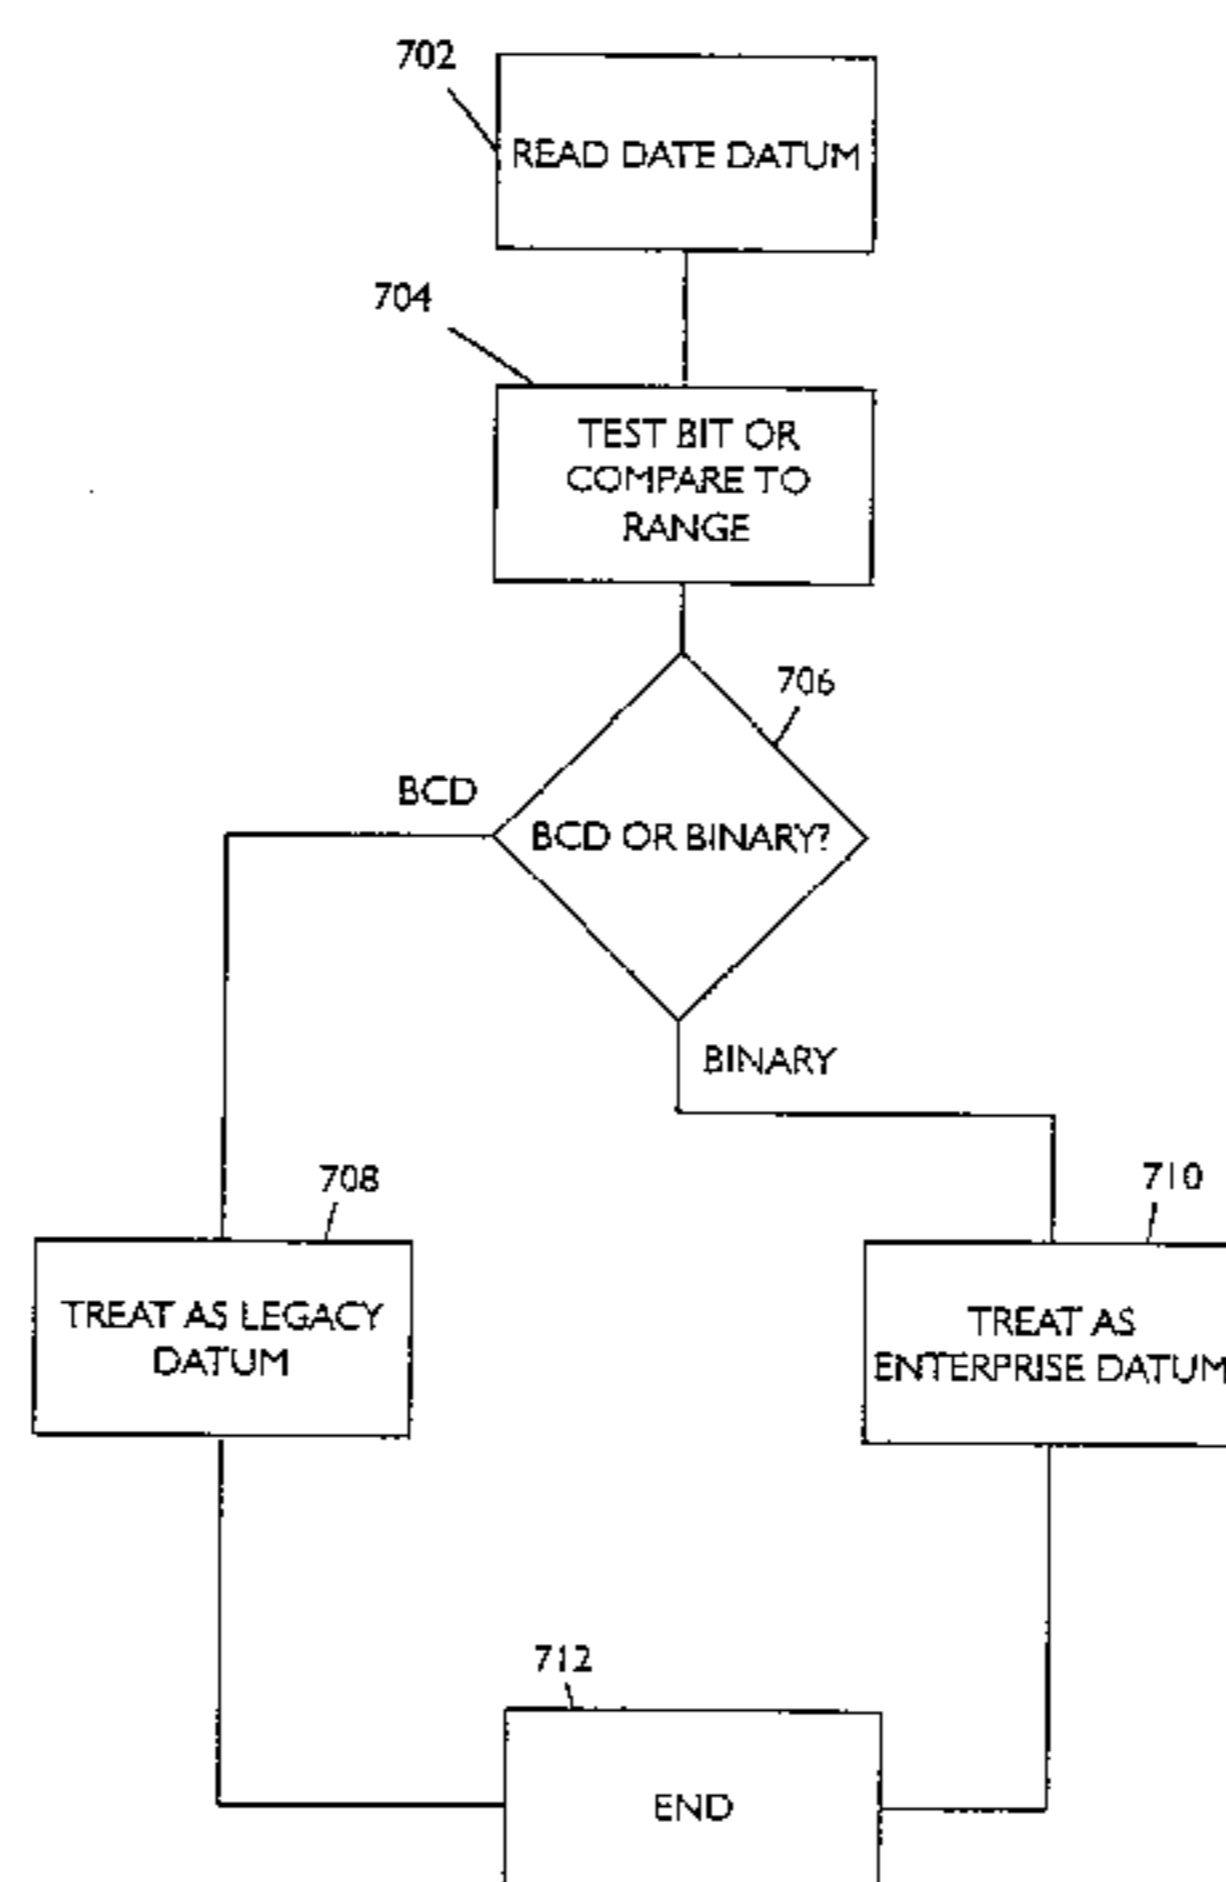 702
READ DATE DATUM
704
TEST BIT OR
COMPARE TO
RANGE
706
BCD
BCD OR BINARY?
BINARY
708
710
TREAT AS LEGACY
DATUM
TREAT AS
ENTERPRISE DATUM
712
END